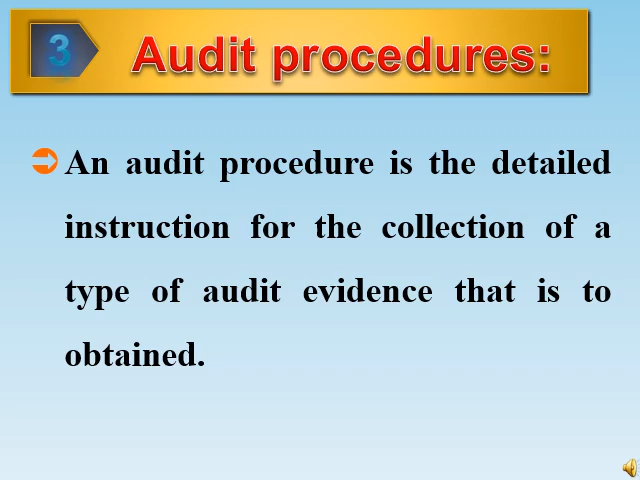 3 Audit procedures:
An audit procedure is the detailed
instruction for the collection of a
type of audit evidence that is to
obtained.